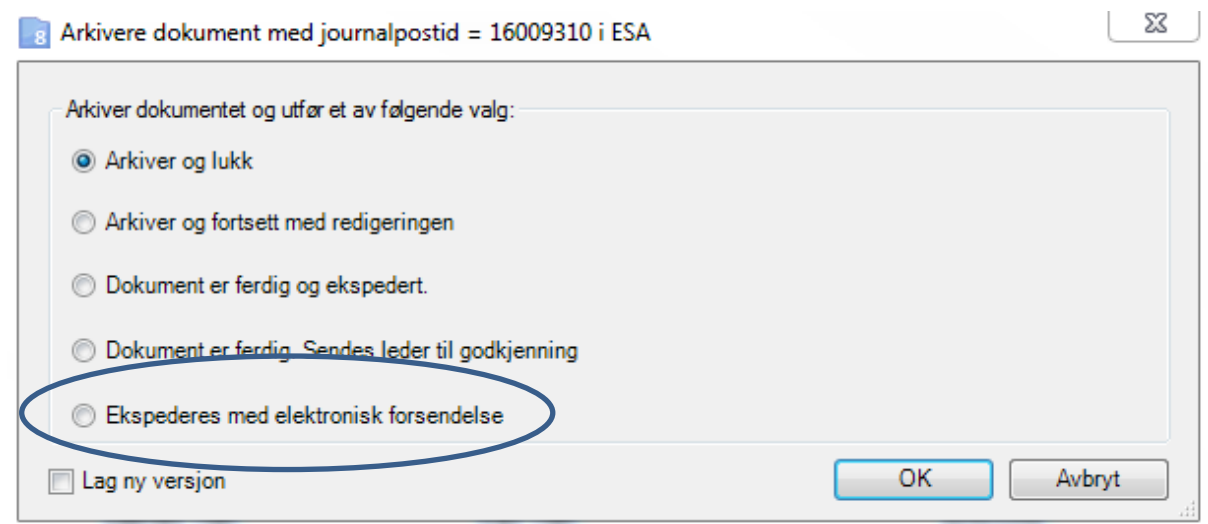 8 Arkivere dokument med journalpostid = 16009310 i ESA
Arkiver dokumentet og utfør et av følgende valg:
Arkiver og lukk
Arkiver og fortsett med redigeringen
Dokument er ferdig og ekspedert.
Dokument er ferdig. Sendes leder til godkjenning
Ekspederes med elektronisk forsendelse
Lag ny versjon
OK
Avbryt